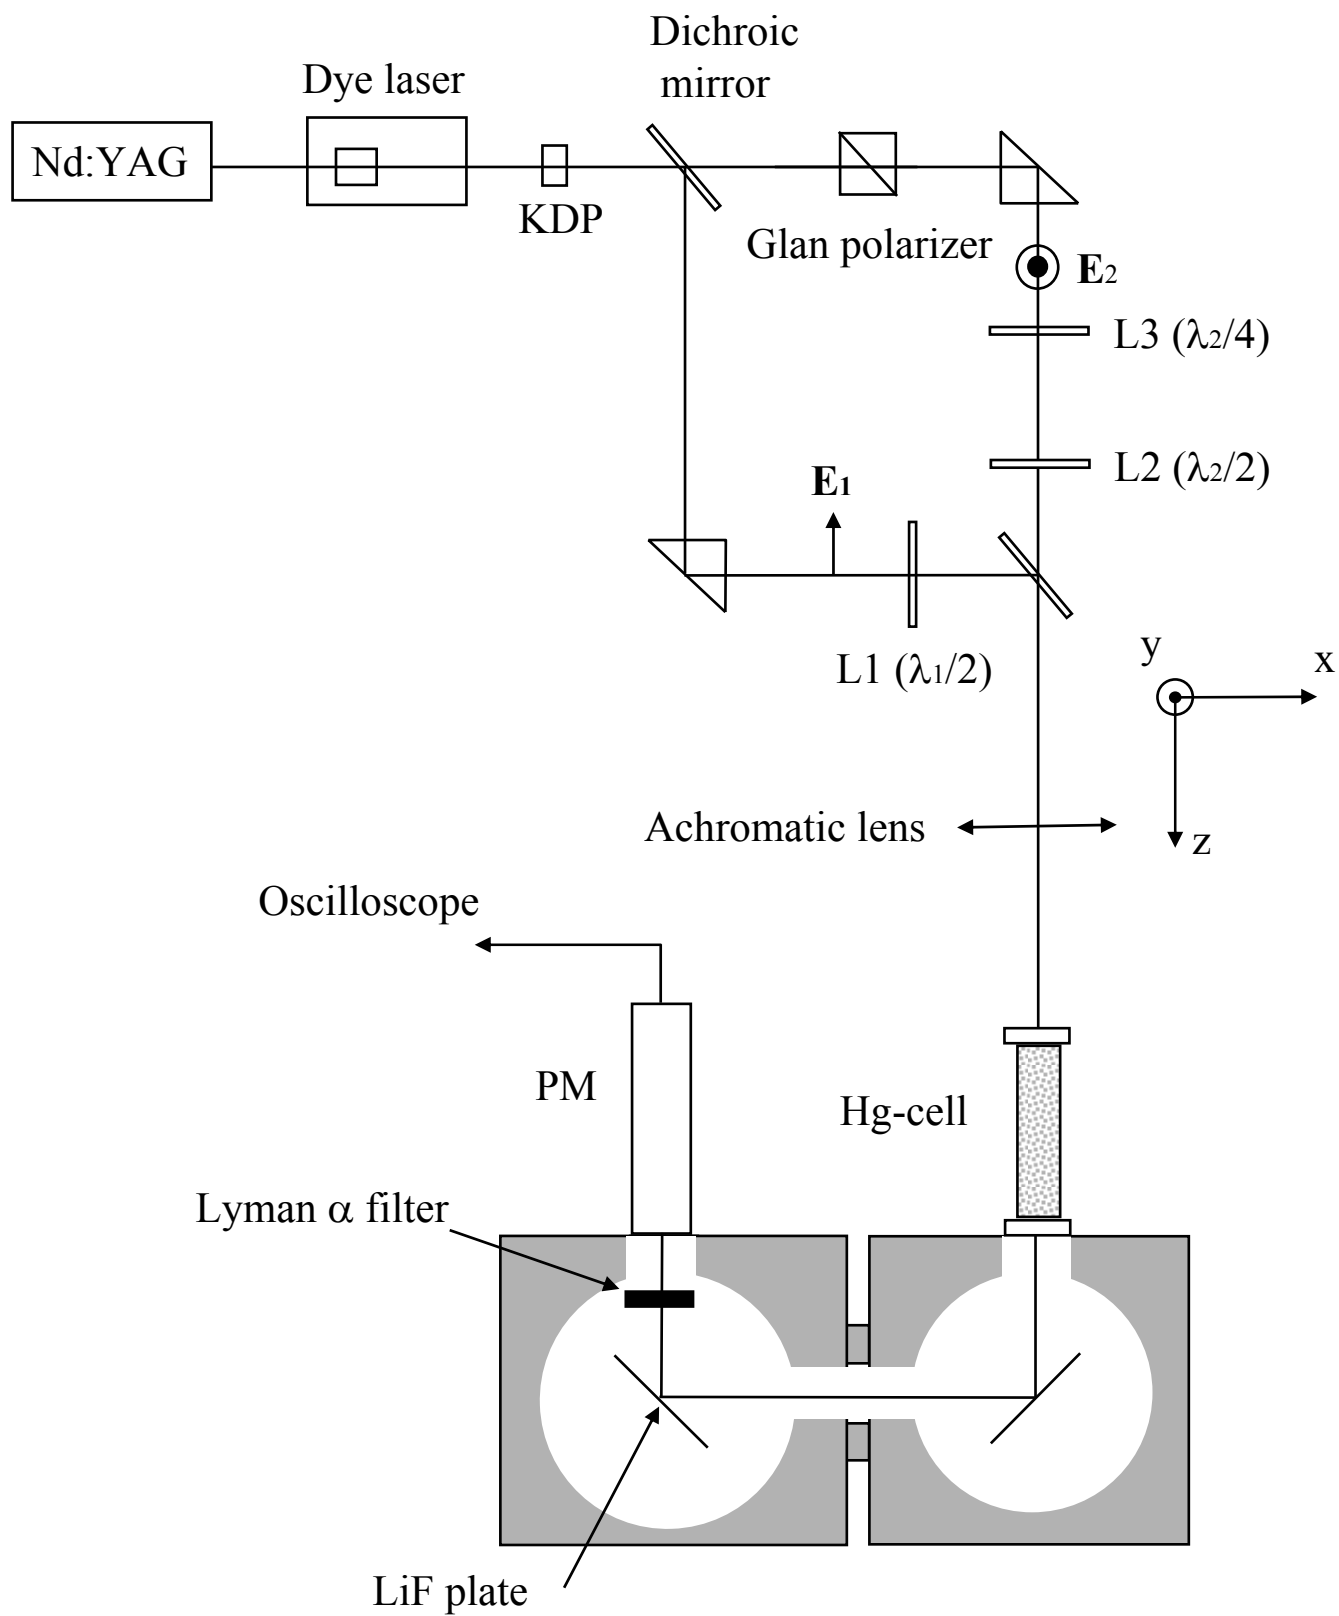 Dichroic
mirror
Dye laser
Nd:YAG
KDP
Glan polarizer
E2
L3 (λ2/4)
L2 (λ2/2)
E1
L1 (λ1/2)
y
x
z
Achromatic lens
Oscilloscope
PM
Hg-cell
Lyman α filter
LiF plate